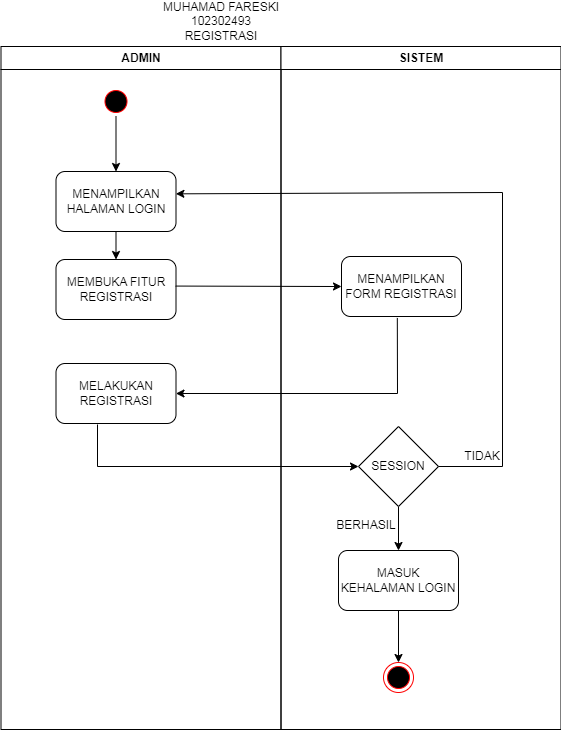 MUHAMAD FARESKI
102302493
REGISTRASI
ADMIN
SISTEM
MENAMPILKAN
HALAMAN LOGIN
MEMBUKA FITUR
REGISTRASI
MENAMPILKAN
FORM REGISTRASI
MELAKUKAN
REGISTRASI
SESSION
TIDAK
BERHASIL
MASUK
KEHALAMAN LOGIN